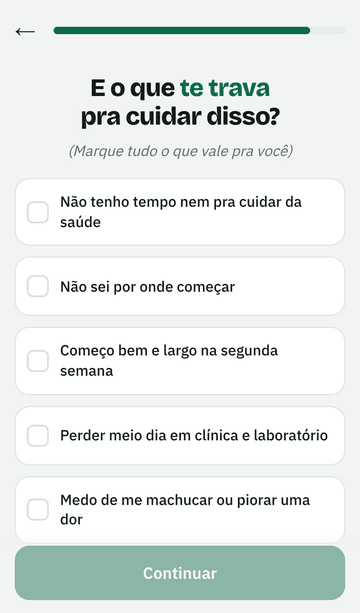 E o que te trava
pra cuidar disso?
(Marque tudo o que vale pra você)
Não tenho tempo nem pra cuidar da
saúde
Não sei por onde começar
Começo bem e largo na segunda
semana
Perder meio dia em clínica e laboratório
Medo de me machucar ou piorar uma
dor
Continuar